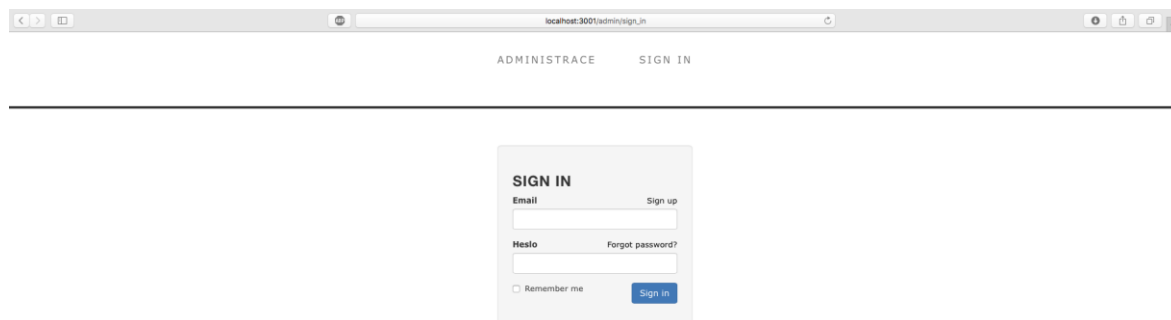 localhost:3001/admin/sign_in
ADMINISTRACE SIGN IN
SIGN IN
Email Sign up
Heslo Forgot password?
Remember me Sign in